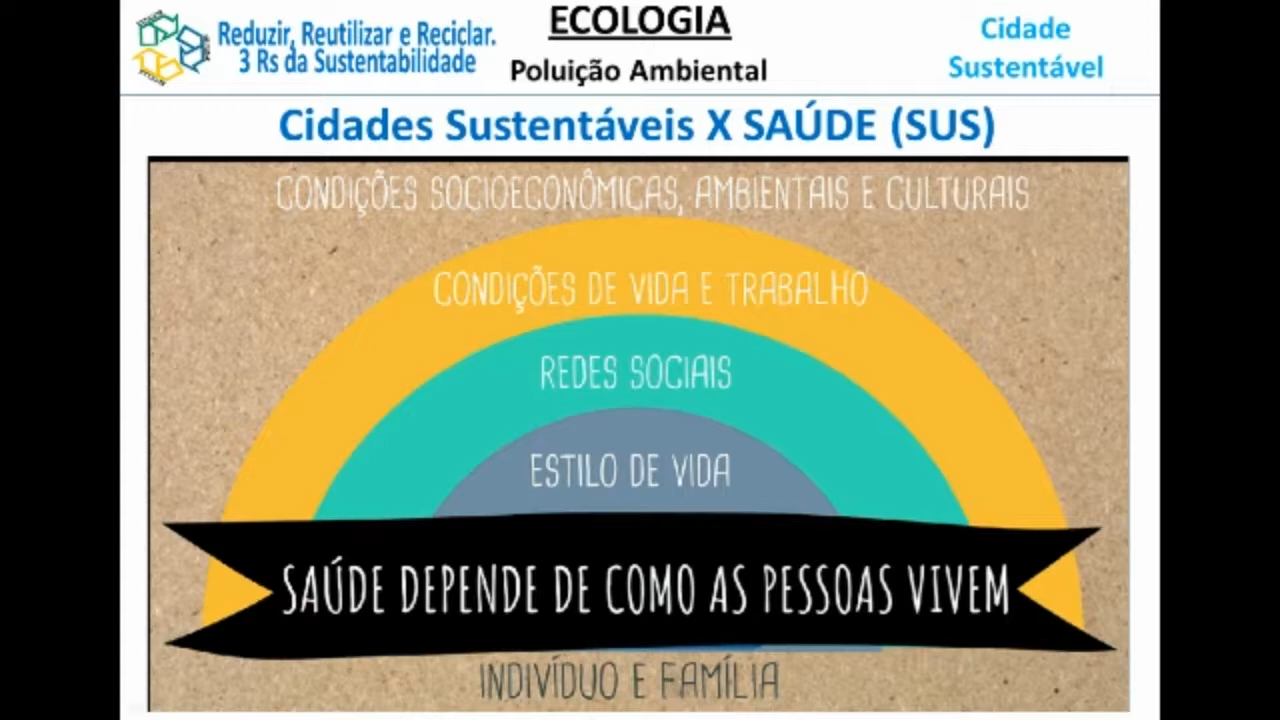 Reduzir, Reutilizar e Reciclar.
3 Rs da Sustentabilidade
ECOLOGIA
Poluição Ambiental
Cidade
Sustentável
Cidades Sustentáveis X SAÚDE (SUS)
CONDIÇÕES SOCIOECONÔMICAS, AMBIENTAIS E CULTURAIS
CONDIÇÕES DE VIDA E TRABALHO
REDES SOCIAIS
ESTILO DE VIDA
SAÚDE DEPENDE DE COMO AS PESSOAS VIVEM
INDIVÍDUO E FAMÍLIA